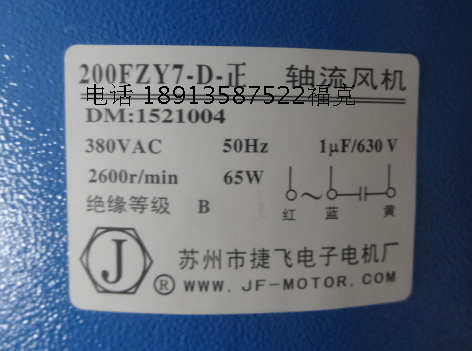 200FZY7-D-正 轴流风机
电话 18913587522福克
DM:1521004
380VAC 50Hz 1μF/630V
2600r/min 65W
绝缘等级 B
红 ～ 蓝 黄
J ® 苏州市捷飞电子电机厂
WWW.JF-MOTOR.COM